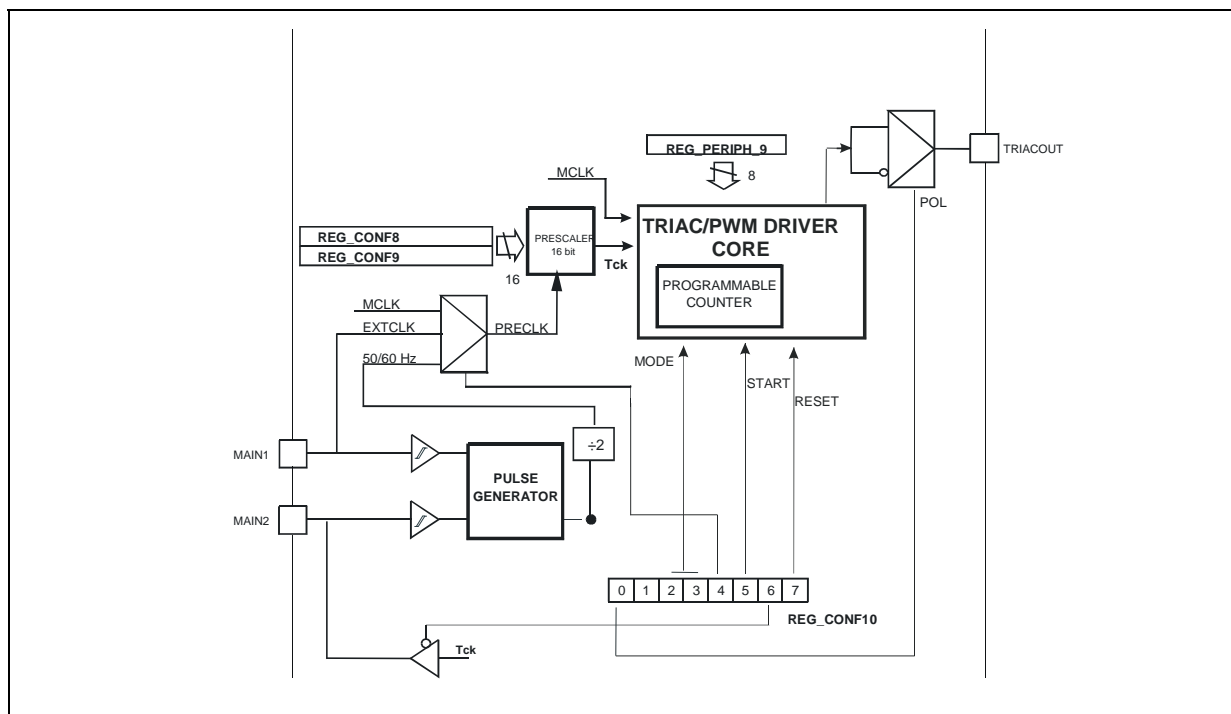 REG_PERIPH_9
8
TRIACOUT
MCLK
POL
TRIAC/PWM DRIVER
CORE
REG_CONF8
REG_CONF9
16
PRESCALER
16 bit
Tck
PROGRAMMABLE
COUNTER
MCLK
EXTCLK
50/60 Hz
PRECLK
MODE
START
RESET
÷2
MAIN1
MAIN2
PULSE
GENERATOR
0 1 2 3 4 5 6 7
REG_CONF10
Tck